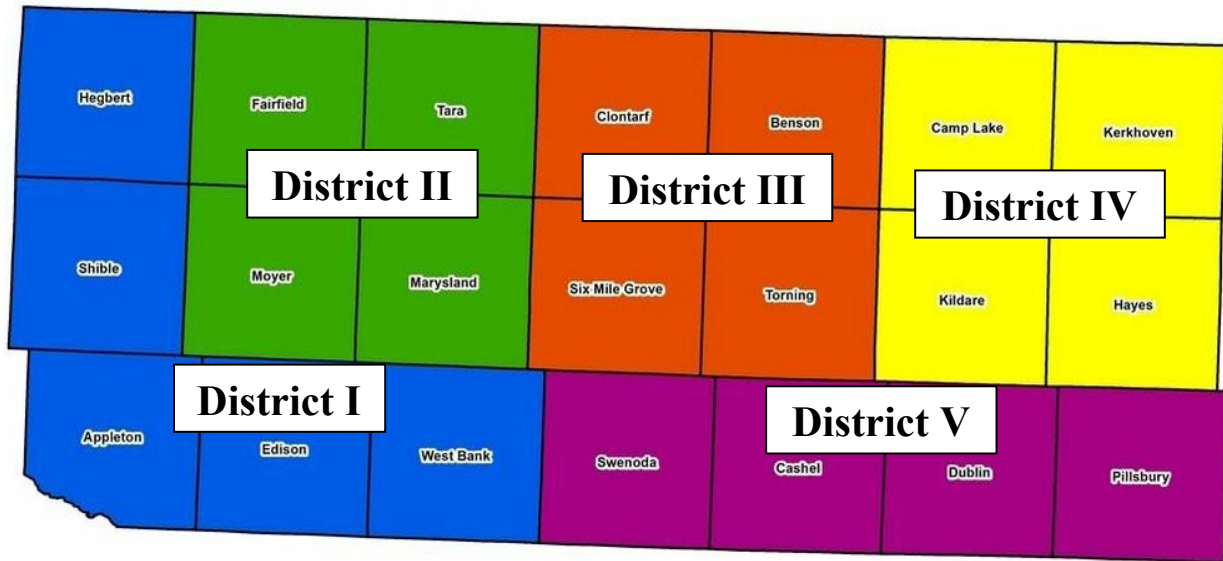 Hegbert
Fairfield
Tara
Clontarf
Benson
Camp Lake
Kerkhoven
District II
District III
District IV
Shible
Moyer
Marysland
Six Mile Grove
Torning
Kildare
Hayes
District I
District V
Appleton
Edison
West Bank
Swenoda
Cashel
Dublin
Pillsbury